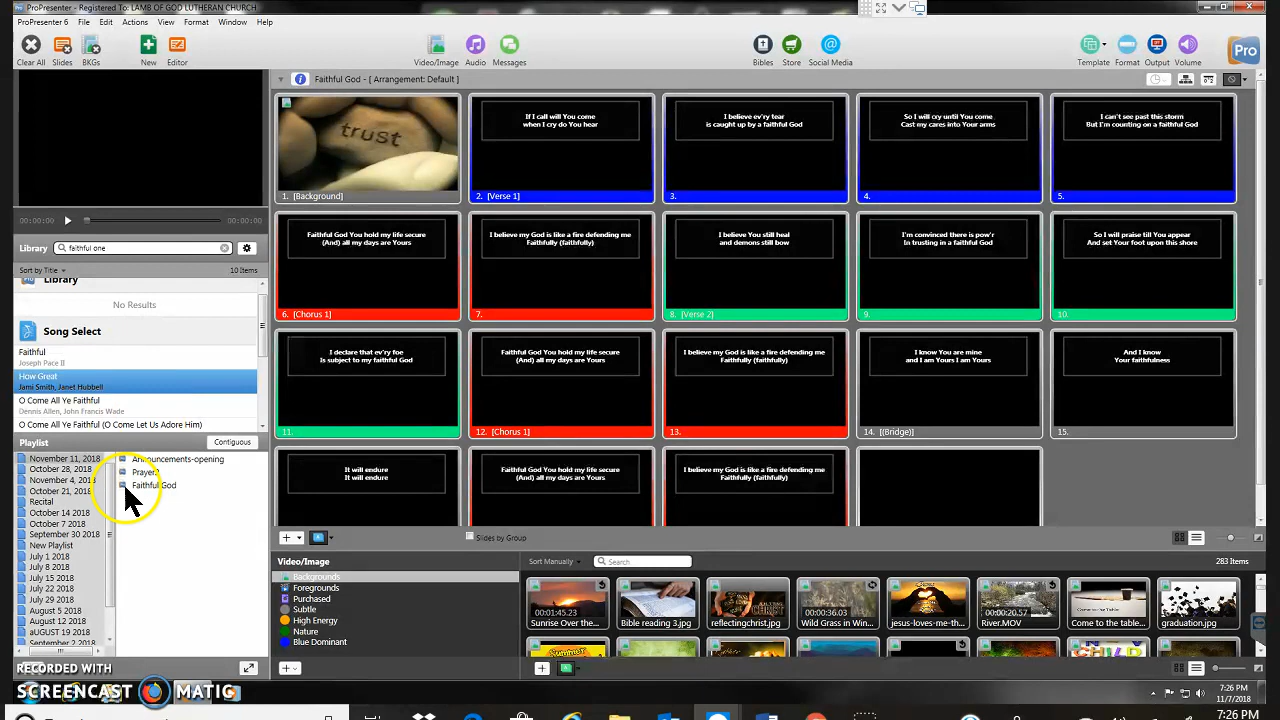 ProPresenter - Registered To: LAMB OF GOD LUTHERAN CHURCH
ProPresenter 6 File Edit Actions View Format Window Help
Clear All Slides BKGs New Editor Video/Image Audio Messages Bibles Store Social Media Template Format Output Volume Pro
Faithful God - [ Arrangement: Default ]
trust
1. [Background]
If I call will You come
when I cry do You hear
2. [Verse 1]
I believe ev'ry tear
is caught up by a faithful God
3.
So I will cry until You come
Cast my cares into Your arms
4.
I can't see past this storm
But I'm counting on a faithful God
5.
Faithful God You hold my life secure
(And) all my days are Yours
6. [Chorus 1]
I believe my God is like a fire defending me
Faithfully (faithfully)
7.
I believe You still heal
and demons still bow
8. [Verse 2]
I'm convinced there is pow'r
In trusting in a faithful God
9.
So I will praise till You appear
And set Your foot upon this shore
10.
I declare that ev'ry foe
Is subject to my faithful God
11.
Faithful God You hold my life secure
(And) all my days are Yours
12. [Chorus 1]
I believe my God is like a fire defending me
Faithfully (faithfully)
13.
I know You are mine
and I am Yours I am Yours
14. [(Bridge)]
And I know
Your faithfulness
15.
It will endure
It will endure
Faithful God You hold my life secure
(And) all my days are Yours
I believe my God is like a fire defending me
Faithfully (faithfully)
00:00:00 00:00:00
Library faithful one
Sort by Title 10 Items
Library
No Results
Song Select
Faithful
Joseph Pace II
How Great
Jami Smith, Janet Hubbell
O Come All Ye Faithful
Dennis Allen, John Francis Wade
O Come All Ye Faithful (O Come Let Us Adore Him)
Playlist Contiguous
November 11, 2018
October 28, 2018
November 4, 2018
October 21, 2018
Recital
October 14 2018
October 7 2018
September 30 2018
New Playlist
July 1 2018
July 8 2018
July 15 2018
July 22 2018
July 29 2018
August 5 2018
August 12 2018
aUGUST 19 2018
September 2 2018
Announcements-opening
Prayer2
Faithful God
Slides by Group
Video/Image
Backgrounds
Foregrounds
Purchased
Subtle
High Energy
Nature
Blue Dominant
Sort Manually Search 283 Items
00:01:45.23
Sunrise Over the...
Bible reading 3.jpg
reflectingchrist.jpg
00:00:36.03
Wild Grass in Win...
jesus-loves-me-th...
00:00:20.57
River.MOV
Come to the table...
graduation.jpg
RECORDED WITH
SCREENCAST MATIC
7:26 PM
11/7/2018
7:26 PM